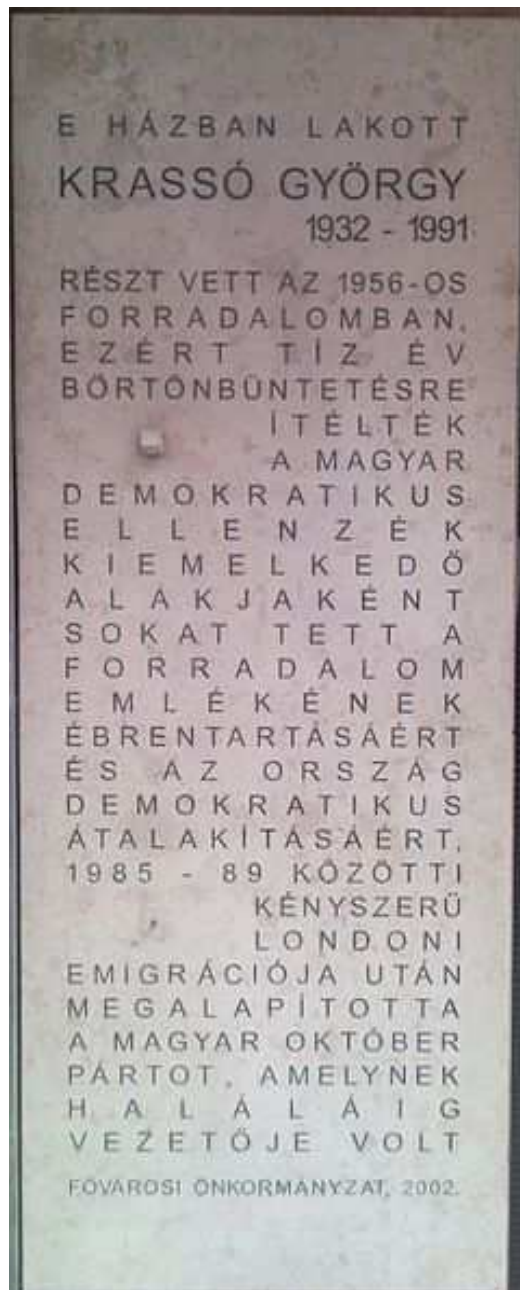 E HÁZBAN LAKOTT
KRASSÓ GYÖRGY
1932 - 1991
RÉSZT VETT AZ 1956-OS
FORRADALOMBAN,
EZÉRT TÍZ ÉV
BÖRTÖNBÜNTETÉSRE
ÍTÉLTÉK
A MAGYAR
DEMOKRATIKUS
ELLENZÉK
KIEMELKEDŐ
ALAKJAKÉNT
SOKAT TETT A
FORRADALOM
EMLÉKÉNEK
ÉBRENTARTÁSÁÉRT
ÉS AZ ORSZÁG
DEMOKRATIKUS
ÁTALAKÍTÁSÁÉRT,
1985 - 89 KÖZÖTTI
KÉNYSZERŰ
LONDONI
EMIGRÁCIÓJA UTÁN
MEGALAPÍTOTTA
A MAGYAR OKTÓBER
PÁRTOT, AMELYNEK
HALÁLÁIG
VEZETŐJE VOLT
FŐVÁROSI ÖNKORMÁNYZAT, 2002.